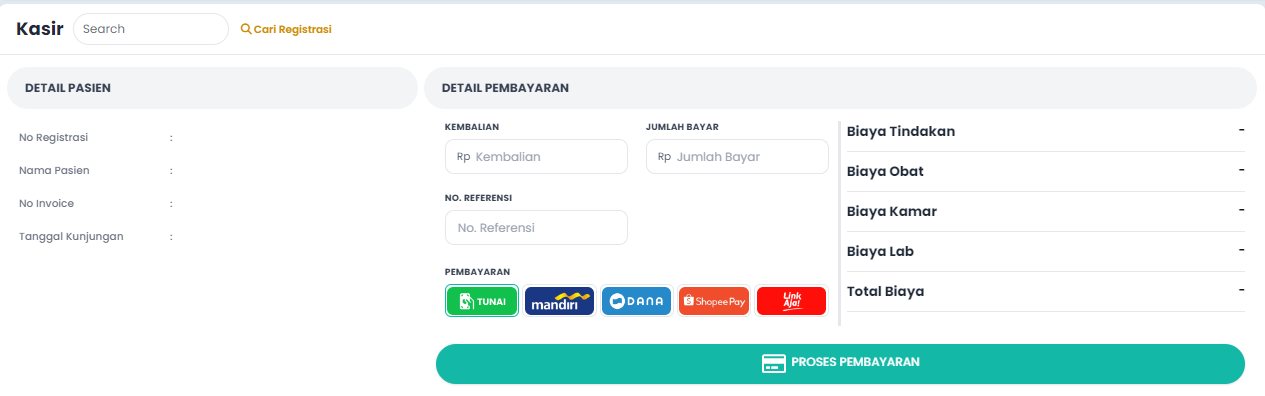 Kasir Search Cari Registrasi
DETAIL PASIEN
No Registrasi :
Nama Pasien :
No Invoice :
Tanggal Kunjungan :
DETAIL PEMBAYARAN
KEMBALIAN JUMLAH BAYAR
Rp Kembalian Rp Jumlah Bayar
NO. REFERENSI
No. Referensi
PEMBAYARAN
TUNAI mandiri DANA ShopeePay Link
Aja!
Biaya Tindakan -
Biaya Obat -
Biaya Kamar -
Biaya Lab -
Total Biaya -
PROSES PEMBAYARAN